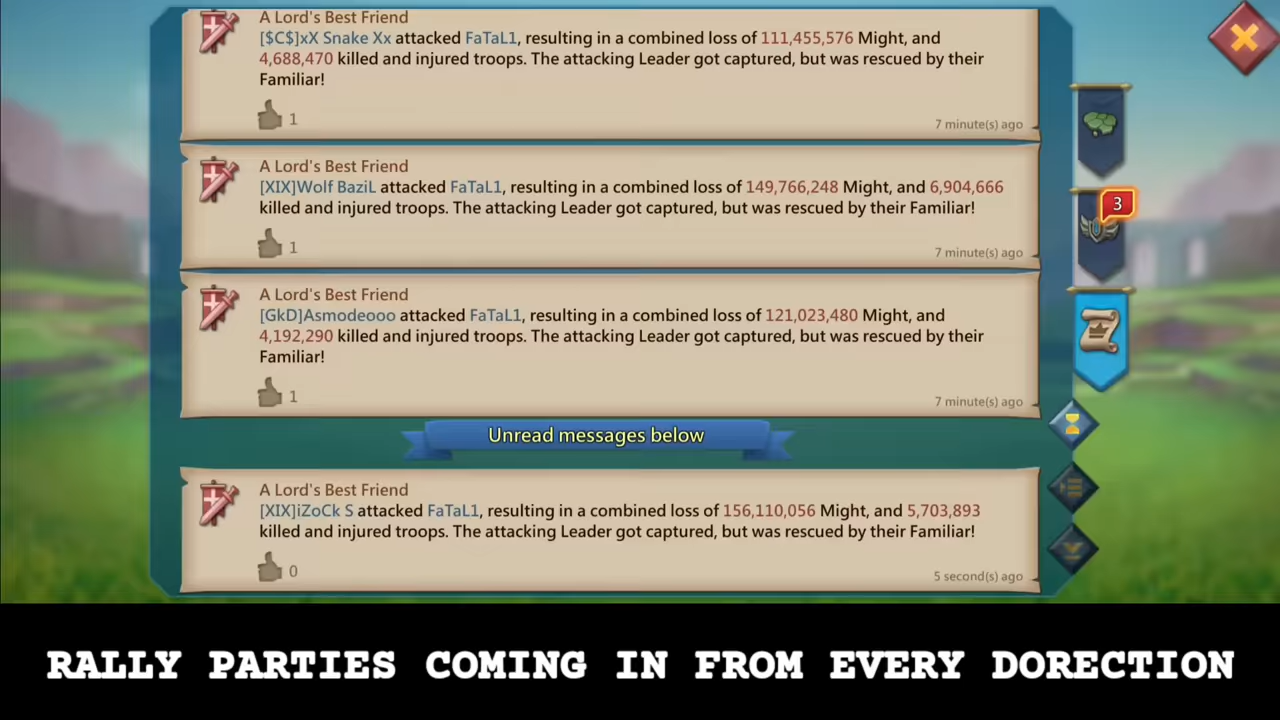 A Lord's Best Friend
[$C$]xX Snake Xx attacked FaTaL1, resulting in a combined loss of 111,455,576 Might, and
4,688,470 killed and injured troops. The attacking Leader got captured, but was rescued by their
Familiar!
1
7 minute(s) ago
A Lord's Best Friend
[XIX]Wolf BaziL attacked FaTaL1, resulting in a combined loss of 149,766,248 Might, and 6,904,666
killed and injured troops. The attacking Leader got captured, but was rescued by their Familiar!
1
7 minute(s) ago
3
A Lord's Best Friend
[GkD]Asmodeooo attacked FaTaL1, resulting in a combined loss of 121,023,480 Might, and
4,192,290 killed and injured troops. The attacking Leader got captured, but was rescued by their
Familiar!
1
7 minute(s) ago
Unread messages below
A Lord's Best Friend
[XIX]iZoCk S attacked FaTaL1, resulting in a combined loss of 156,110,056 Might, and 5,703,893
killed and injured troops. The attacking Leader got captured, but was rescued by their Familiar!
0
5 second(s) ago
RALLY PARTIES COMING IN FROM EVERY DORECTION